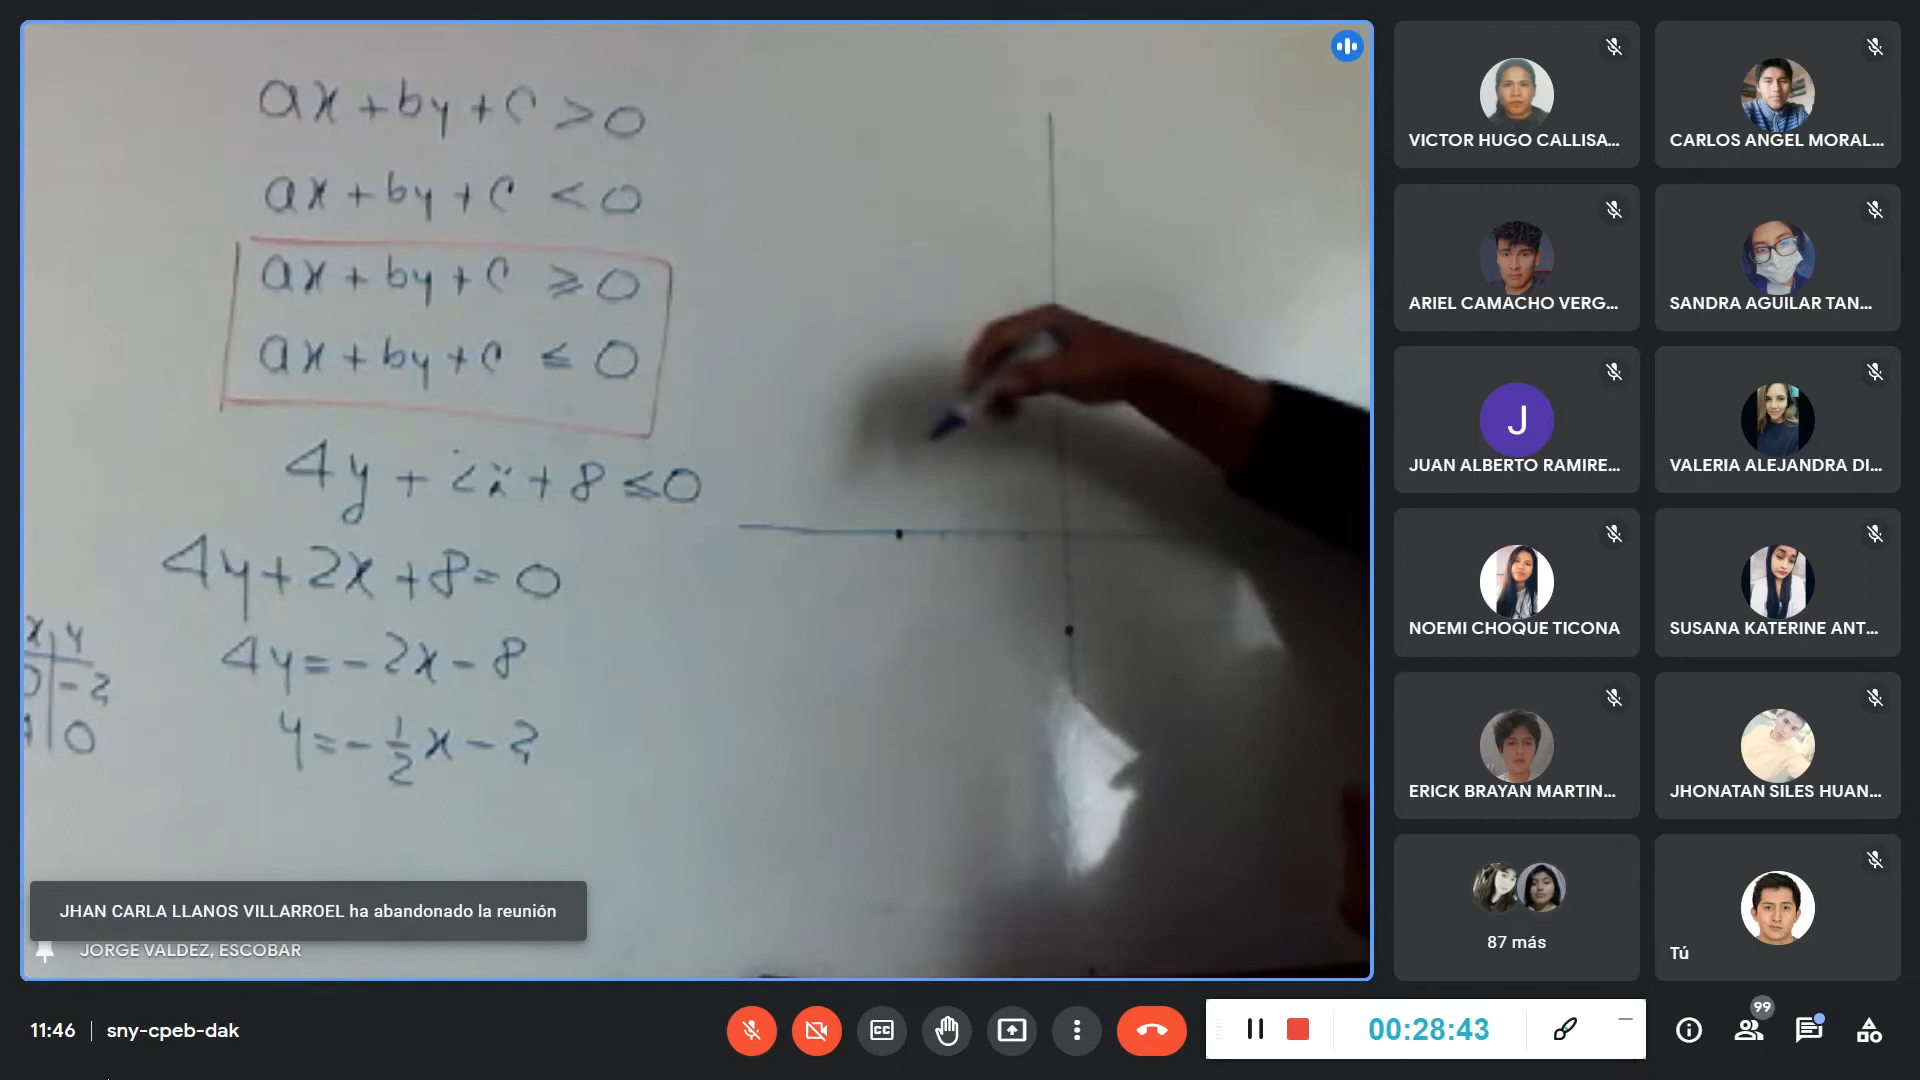 ax+by+c>0
ax+by+c<0
ax+by+c≥0
ax+by+c≤0
4y+2x+8≤0
4y+2x+8=0
4y=-2x-8
y=-1/2x-2
x y
0 -2
0
JHAN CARLA LLANOS VILLARROEL ha abandonado la reunión
JORGE VALDEZ, ESCOBAR
VICTOR HUGO CALLISA...
CARLOS ANGEL MORAL...
ARIEL CAMACHO VERG...
SANDRA AGUILAR TAN...
J
JUAN ALBERTO RAMIRE...
VALERIA ALEJANDRA DI...
NOEMI CHOQUE TICONA
SUSANA KATERINE ANT...
ERICK BRAYAN MARTIN...
JHONATAN SILES HUAN...
87 más
Tú
11:46 | sny-cpeb-dak
CC
00:28:43
99